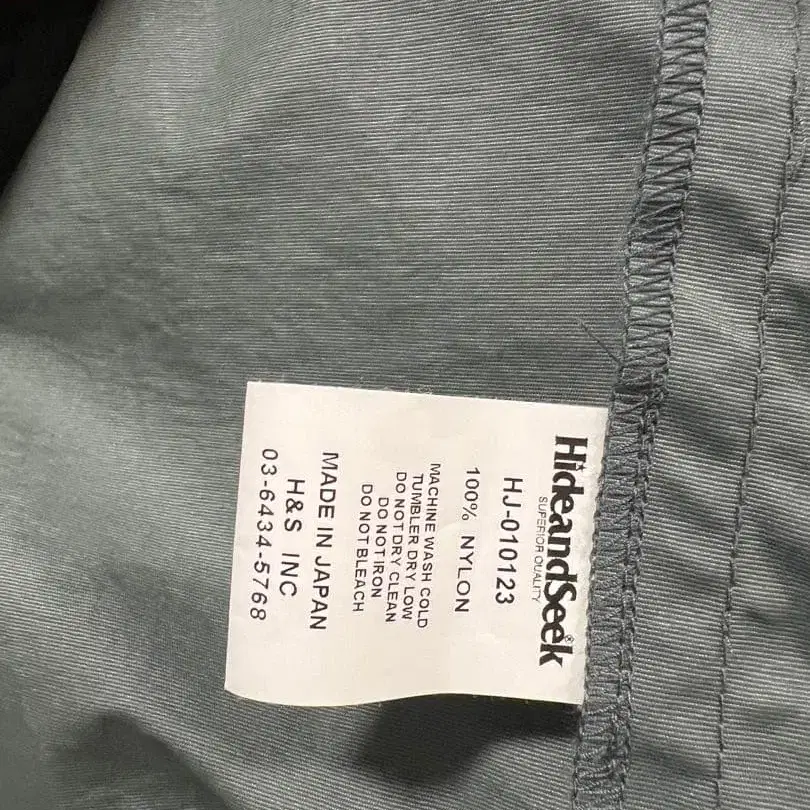 HideandSeek®
SUPERIOR QUALITY
HJ-010123
100% NYLON
MACHINE WASH COLD
TUMBLER DRY LOW
DO NOT DRY CLEAN
DO NOT IRON
DO NOT BLEACH
MADE IN JAPAN
H&S INC
03-6434-5768